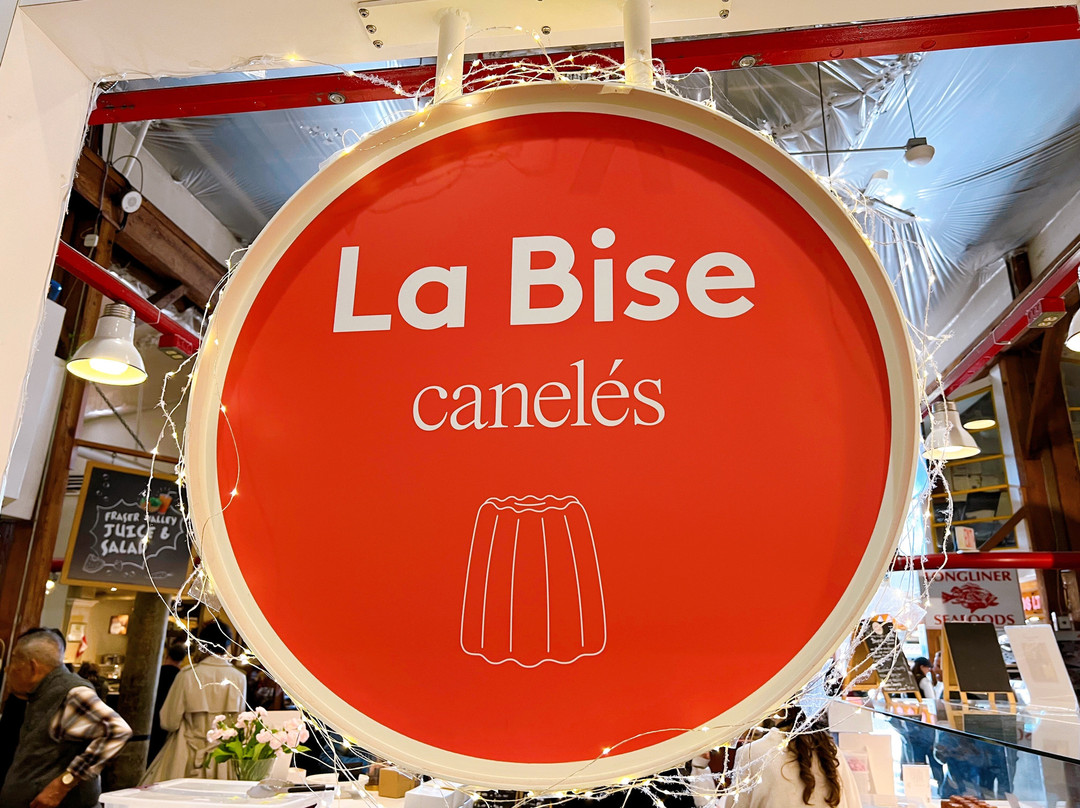 La Bise
canelés
FRASER VALLEY
JUICE &
SALAD
LONGLINER
SEAFOODS